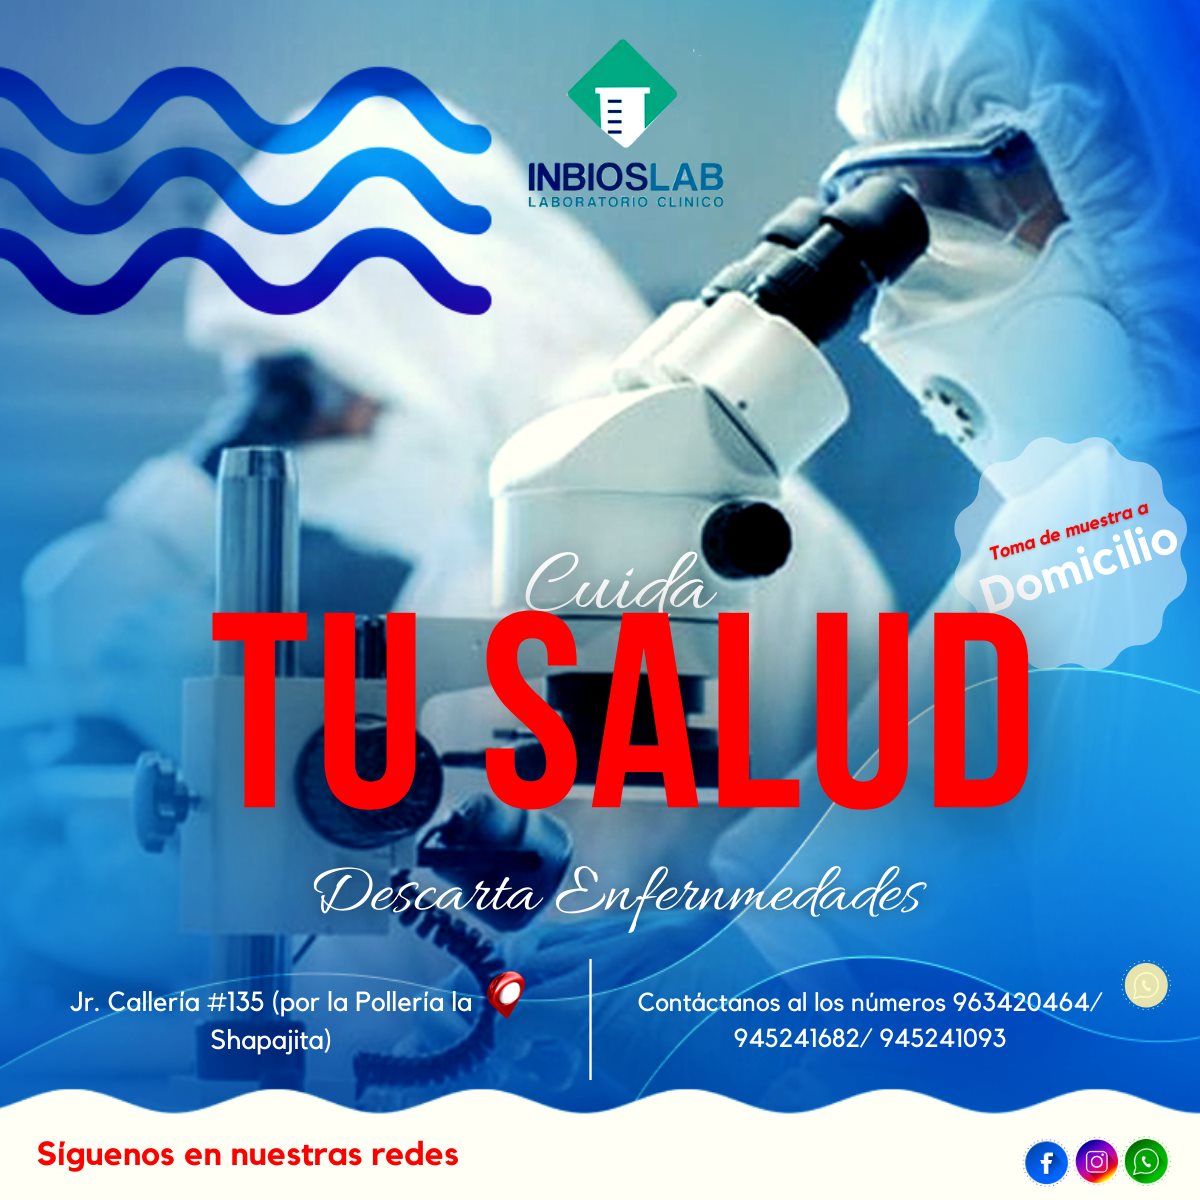 INBIOSLAB
LABORATORIO CLINICO
Toma de muestra a
Domicilio
Cuida
TU SALUD
Descarta Enfernmedades
Jr. Callería #135 (por la Pollería la
Shapajita)
Contáctanos al los números 963420464/
945241682/ 945241093
Síguenos en nuestras redes